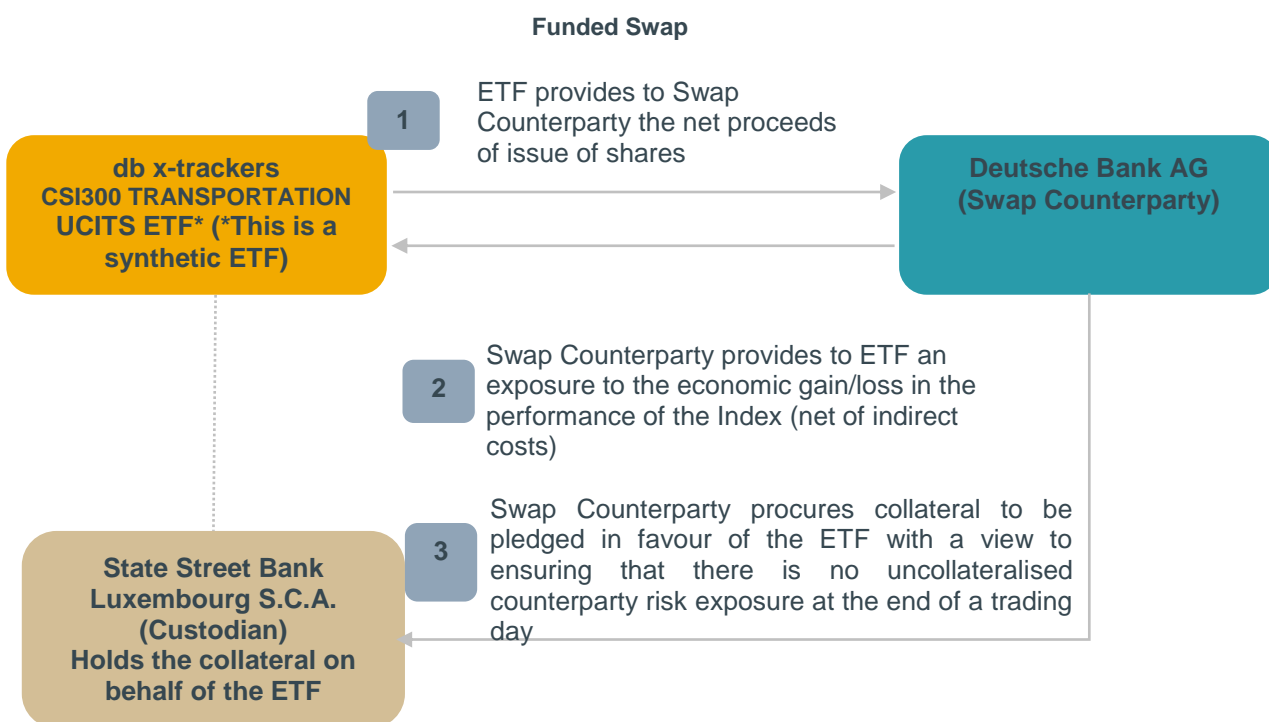 Funded Swap
1
ETF provides to Swap
Counterparty the net proceeds
of issue of shares
db x-trackers
CSI300 TRANSPORTATION
UCITS ETF* (*This is a
synthetic ETF)
Deutsche Bank AG
(Swap Counterparty)
2
Swap Counterparty provides to ETF an
exposure to the economic gain/loss in the
performance of the Index (net of indirect
costs)
3
Swap Counterparty procures collateral to be
pledged in favour of the ETF with a view to
ensuring that there is no uncollateralised
counterparty risk exposure at the end of a trading
day
State Street Bank
Luxembourg S.C.A.
(Custodian)
Holds the collateral on
behalf of the ETF